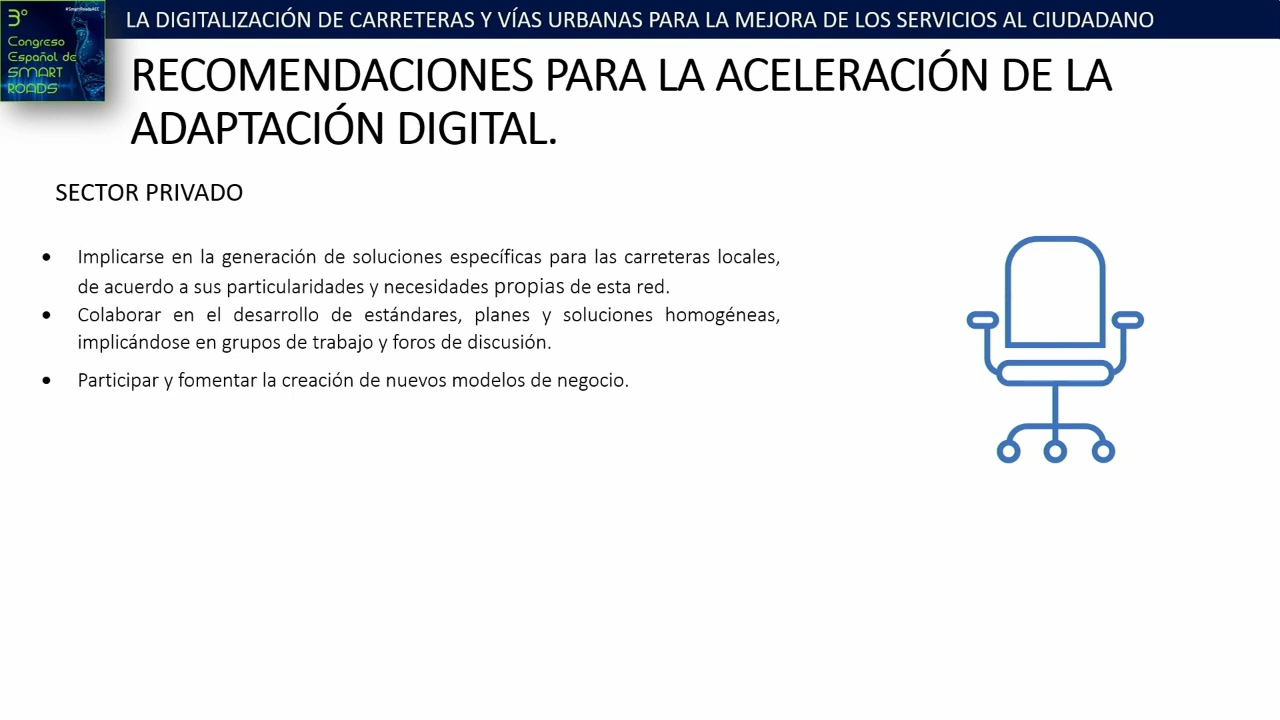 LA DIGITALIZACIÓN DE CARRETERAS Y VÍAS URBANAS PARA LA MEJORA DE LOS SERVICIOS AL CIUDADANO
#SmartRoadsAEC
3º
Congreso
Español de
SMART
ROADS
RECOMENDACIONES PARA LA ACELERACIÓN DE LA
ADAPTACIÓN DIGITAL.
SECTOR PRIVADO
• Implicarse en la generación de soluciones específicas para las carreteras locales,
de acuerdo a sus particularidades y necesidades propias de esta red.
• Colaborar en el desarrollo de estándares, planes y soluciones homogéneas,
implicándose en grupos de trabajo y foros de discusión.
• Participar y fomentar la creación de nuevos modelos de negocio.